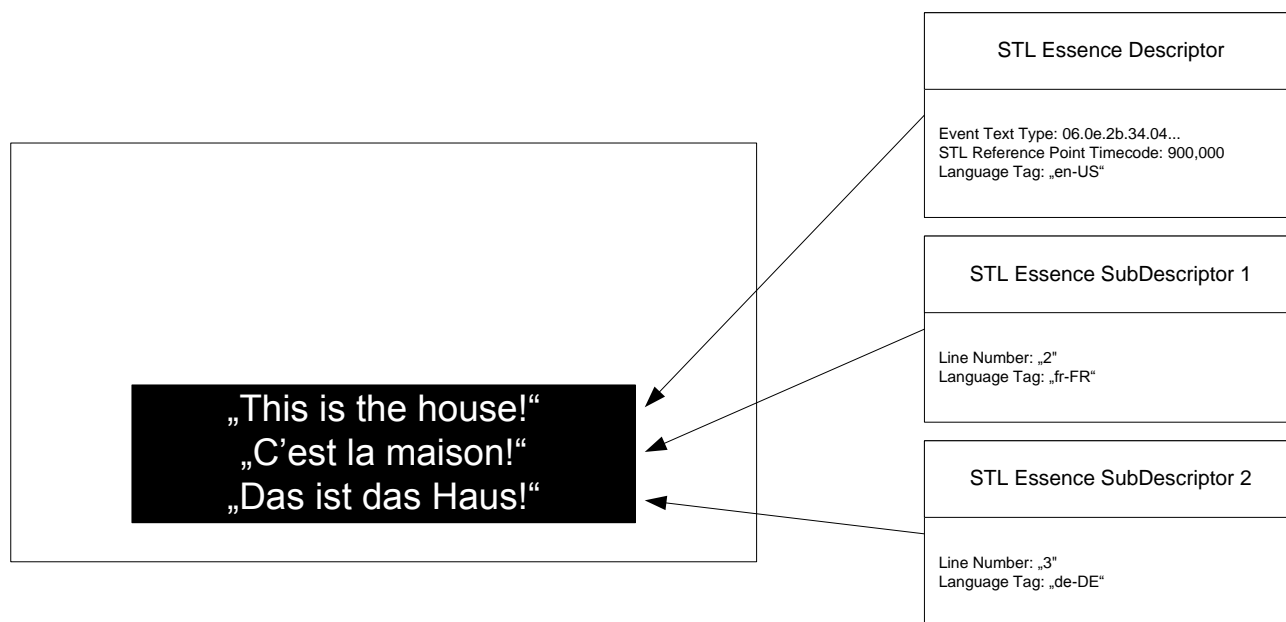 STL Essence Descriptor
Event Text Type: 06.0e.2b.34.04...
STL Reference Point Timecode: 900,000
Language Tag: „en-US“
STL Essence SubDescriptor 1
Line Number: „2"
Language Tag: „fr-FR“
„This is the house!“
„C’est la maison!“
„Das ist das Haus!“
STL Essence SubDescriptor 2
Line Number: „3"
Language Tag: „de-DE“